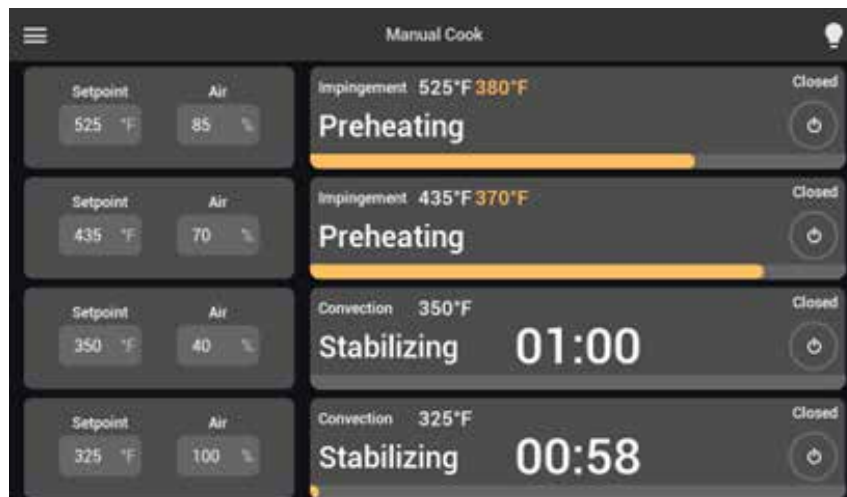 Manual Cook
Setpoint Air
525 °F 85 %
Impingement 525°F 380°F Closed
Preheating
Setpoint Air
435 °F 70 %
Impingement 435°F 370°F Closed
Preheating
Setpoint Air
350 °F 40 %
Convection 350°F Closed
Stabilizing 01:00
Setpoint Air
325 °F 100 %
Convection 325°F Closed
Stabilizing 00:58